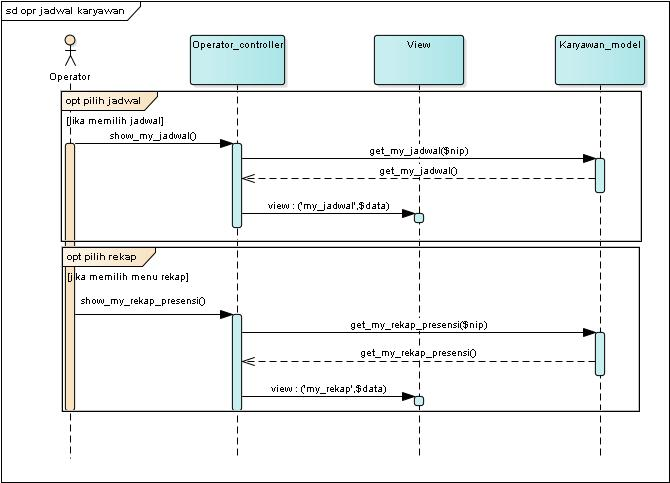 sd opr jadwal karyawan
Operator
Operator_controller
View
Karyawan_model
opt pilih jadwal
[Jika memilih jadwal]
show_my_jadwal()
get_my_jadwal($nip)
get_my_jadwal()
view : ('my_jadwal',$data)
opt pilih rekap
[jika memilih menu rekap]
show_my_rekap_presensi()
get_my_rekap_presensi($nip)
get_my_rekap_presensi()
view : ('my_rekap',$data)